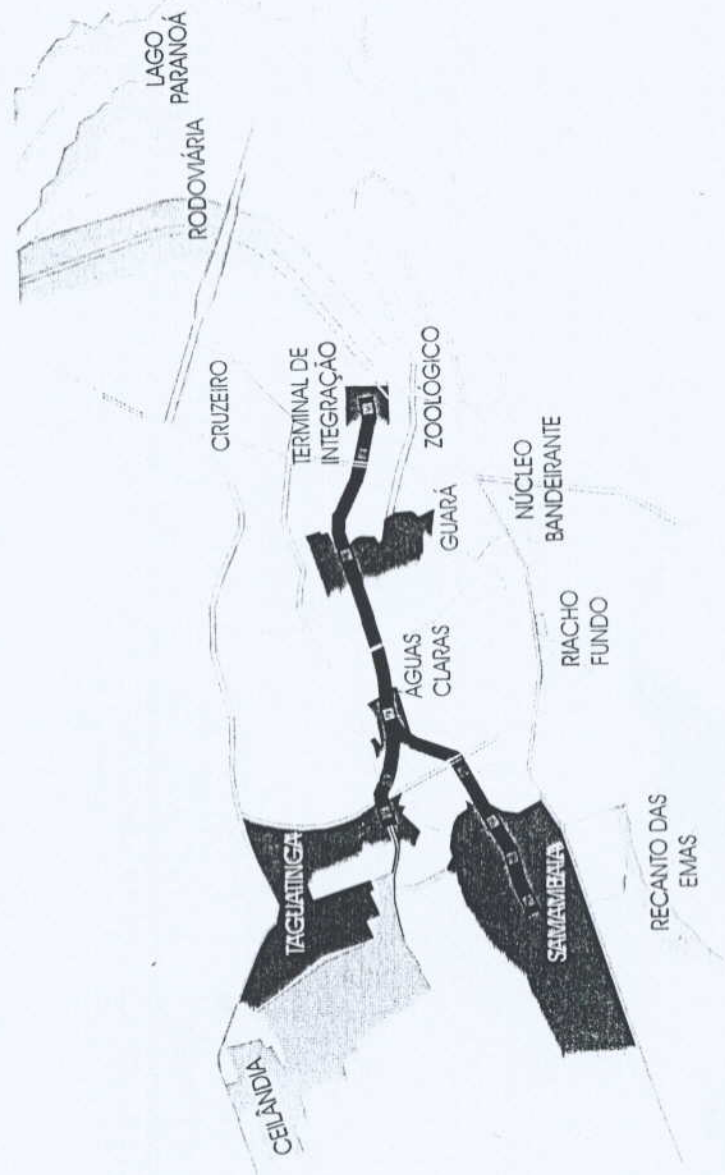 LAGO
PARANOÁ
RODOVIÁRIA
CRUZEIRO
TERMINAL DE
INTEGRAÇÃO
ZOOLÓGICO
GUARÁ
NÚCLEO
BANDEIRANTE
ÁGUAS
CLARAS
RIACHO
FUNDO
TAGUATINGA
SAMAMBAIA
RECANTO DAS
EMAS
CEILÂNDIA